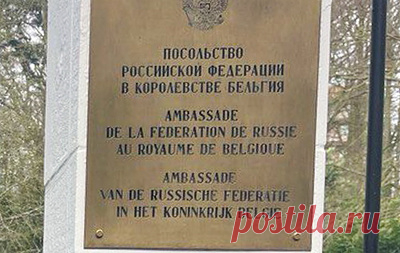 ПОСОЛЬСТВО
РОССИЙСКОЙ ФЕДЕРАЦИИ
В КОРОЛЕВСТВЕ БЕЛЬГИЯ
AMBASSADE
DE LA FEDERATION DE RUSSIE
AU ROYAUME DE BELGIQUE
AMBASSADE
VAN DE RUSSISCHE FEDERATIE
IN HET KONINKRIJK BELGIE
postila.ru